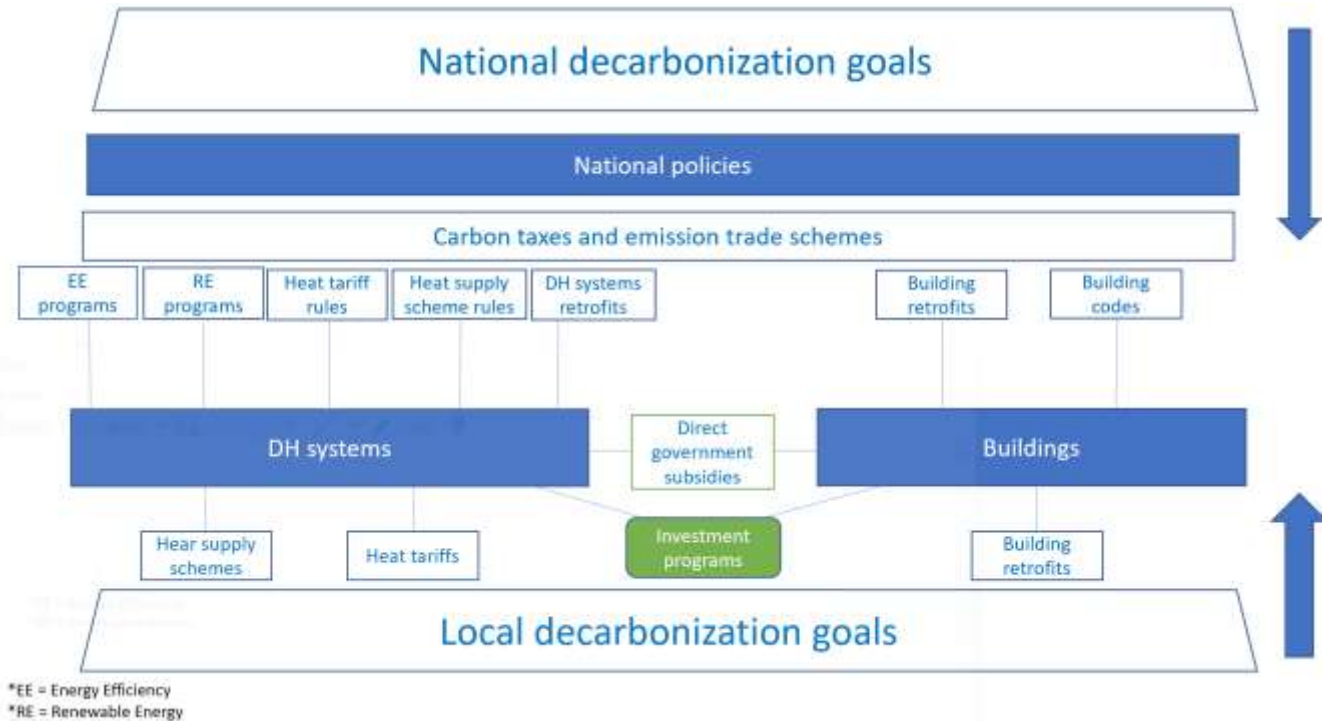 National decarbonization goals
National policies
Carbon taxes and emission trade schemes
EE
programs
RE
programs
Heat tariff
rules
Heat supply
scheme rules
DH systems
retrofits
Building
retrofits
Building
codes
DH systems
Direct
government
subsidies
Buildings
Hear supply
schemes
Heat tariffs
Investment
programs
Building
retrofits
Local decarbonization goals
*EE = Energy Efficiency
*RE = Renewable Energy